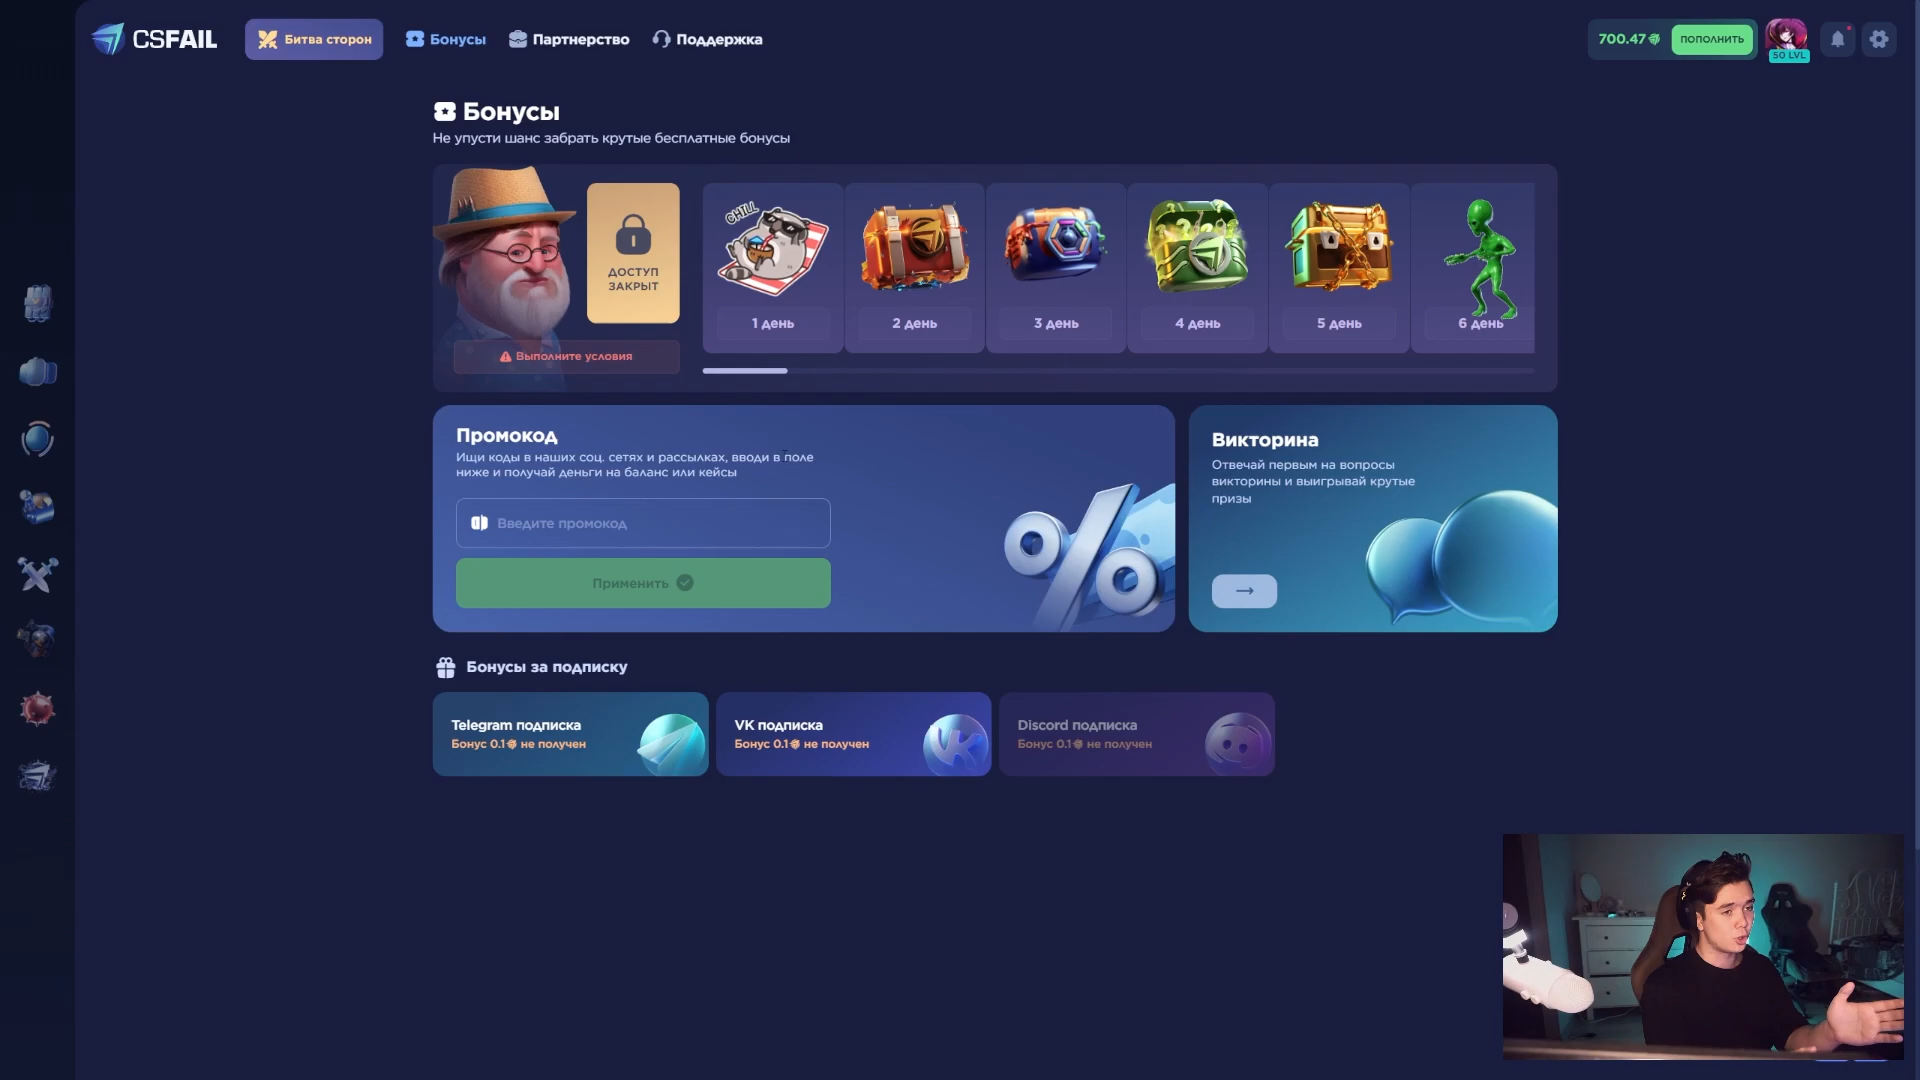 CSFAIL
Битва сторон
Бонусы
Партнерство
Поддержка
700.47
ПОПОЛНИТЬ
50 LVL
Бонусы
Не упусти шанс забрать крутые бесплатные бонусы
ДОСТУП
ЗАКРЫТ
Выполните условия
CHILL
1 день
2 день
3 день
4 день
5 день
6 день
Промокод
Ищи коды в наших соц. сетях и рассылках, вводи в поле
ниже и получай деньги на баланс или кейсы
Введите промокод
Применить
Викторина
Отвечай первым на вопросы
викторины и выигрывай крутые
призы
Бонусы за подписку
Telegram подписка
Бонус 0.1 не получен
VK подписка
Бонус 0.1 не получен
Discord подписка
Бонус 0.1 не получен